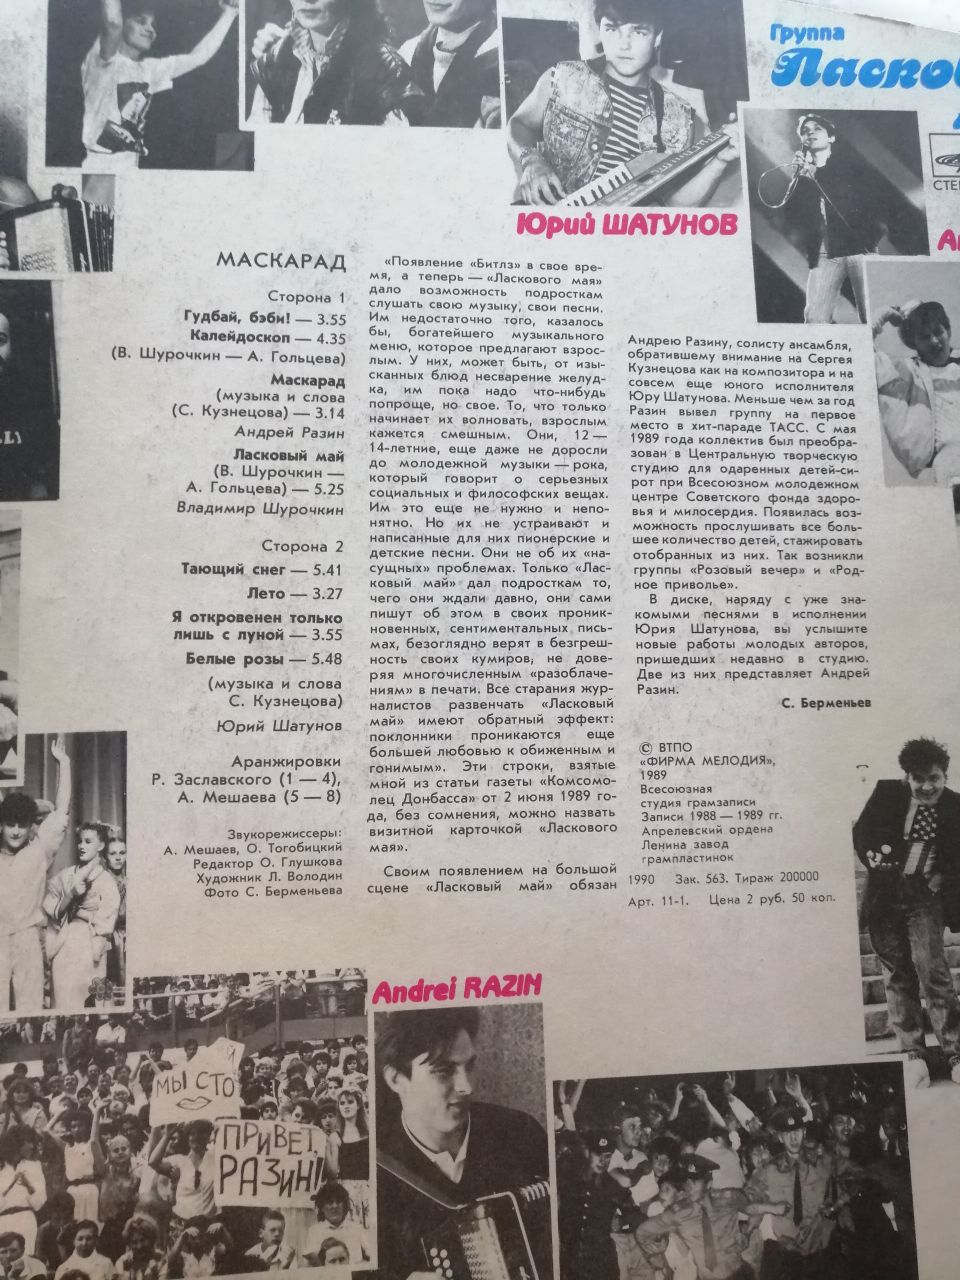 Группа
Ласков
СТЕ
Юрий ШАТУНОВ
МАСКАРАД
Сторона 1
Гудбай, бэби! — 3.55
Калейдоскоп — 4.35
(В. Шурочкин — А. Гольцева)
Маскарад
(музыка и слова
(С. Кузнецова) — 3.14
Андрей Разин
Ласковый май
(В. Шурочкин —
А. Гольцева) — 5.25
Владимир Шурочкин
Сторона 2
Тающий снег — 5.41
Лето — 3.27
Я откровенен только
лишь с луной — 3.55
Белые розы — 5.48
(музыка и слова
С. Кузнецова)
Юрий Шатунов
Аранжировки
Р. Заславского (1 — 4),
А. Мешаева (5 — 8)
Звукорежиссеры:
А. Мешаев, О. Тогобицкий
Редактор О. Глушкова
Художник Л. Володин
Фото С. Берменьева
«Появление «Битлз» в свое вре-
мя, а теперь — «Ласкового мая»
дало возможность подросткам
слушать свою музыку, свои песни.
Им недостаточно того, казалось
бы, богатейшего музыкального
меню, которое предлагают взрос-
лым. У них, может быть, от изы-
сканных блюд несварение желуд-
ка, им пока надо что-нибудь
попроще, но свое. То, что только
начинает их волновать, взрослым
кажется смешным. Они, 12 —
14-летние, еще даже не доросли
до молодежной музыки — рока,
который говорит о серьезных
социальных и философских вещах.
Им это еще не нужно и непо-
нятно. Но их не устраивают и
написанные для них пионерские и
детские песни. Они не об их «на-
сущных» проблемах. Только «Лас-
ковый май» дал подросткам то,
чего они ждали давно, они сами
пишут об этом в своих проник-
новенных, сентиментальных пись-
мах, безоглядно верят в безгреш-
ность своих кумиров, не дове-
ряя многочисленным «разоблаче-
ниям» в печати. Все старания жур-
налистов развенчать «Ласковый
май» имеют обратный эффект:
поклонники проникаются еще
большей любовью к обиженным и
гонимым». Эти строки, взятые
мной из статьи газеты «Комсомо-
лец Донбасса» от 2 июня 1989 го-
да, без сомнения, можно назвать
визитной карточкой «Ласкового
мая».
Своим появлением на большой
сцене «Ласковый май» обязан
Андрею Разину, солисту ансамбля,
обратившему внимание на Сергея
Кузнецова как на композитора и на
совсем еще юного исполнителя
Юру Шатунова. Меньше чем за год
Разин вывел группу на первое
место в хит-параде ТАСС. С мая
1989 года коллектив был преобра-
зован в Центральную творческую
студию для одаренных детей-си-
рот при Всесоюзном молодежном
центре Советского фонда здоро-
вья и милосердия. Появилась воз-
можность прослушивать все боль-
шее количество детей, стажировать
отобранных из них. Так возникли
группы «Розовый вечер» и «Род-
ное приволье».
В диске, наряду с уже зна-
комыми песнями в исполнении
Юрия Шатунова, вы услышите
новые работы молодых авторов,
пришедших недавно в студию.
Две из них представляет Андрей
Разин.
С. Берменьев
© ВТПО
«ФИРМА МЕЛОДИЯ»,
1989
Всесоюзная
студия грамзаписи
Записи 1988 — 1989 гг.
Апрелевский ордена
Ленина завод
грампластинок
1990 Зак. 563. Тираж 200000
Арт. 11-1. Цена 2 руб. 50 коп.
Andrei RAZIN
МЫ СТО
ПРИВЕТ,
РАЗИН!